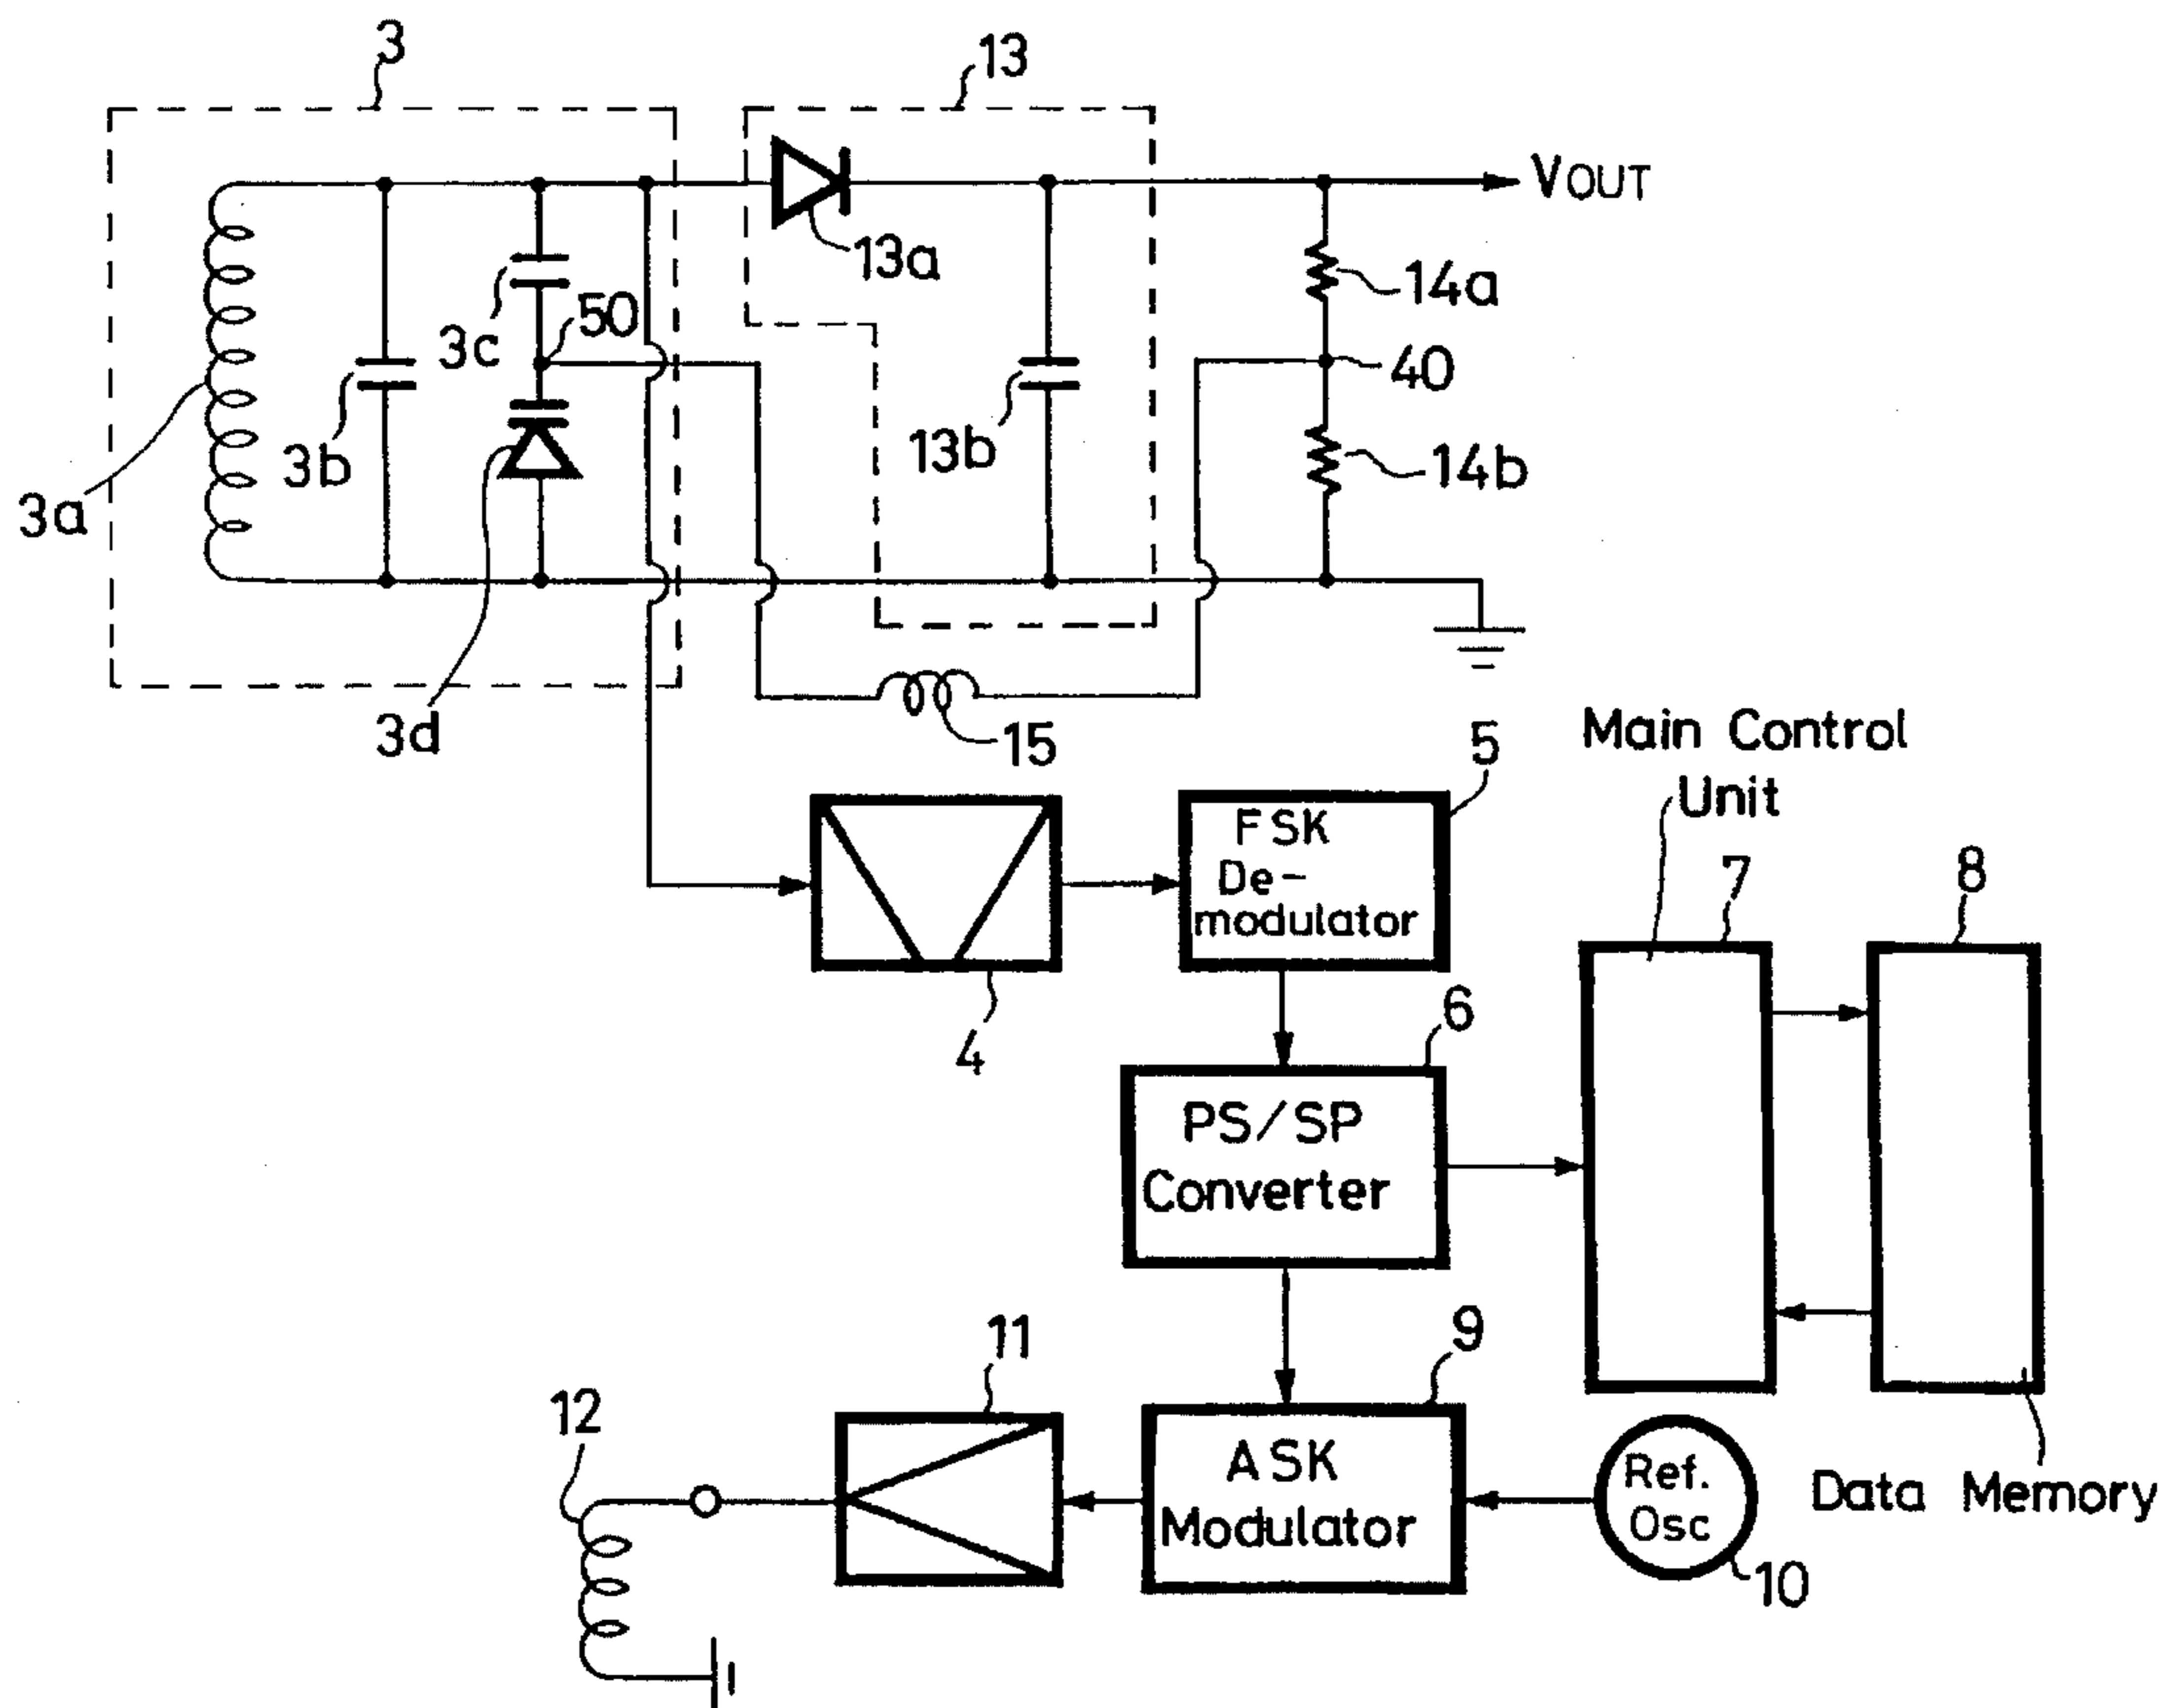 3
13
VOUT
13a
14a
50
3c
40
3b
13b
14b
3a
3d
15
5
Main Control
Unit
FSK
De-
modulator
7
8
4
6
PS/SP
Converter
11
9
12
ASK
Modulator
Ref.
Osc
Data Memory
10